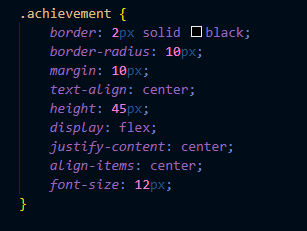 .achievement {
border: 2px solid black;
border-radius: 10px;
margin: 10px;
text-align: center;
height: 45px;
display: flex;
justify-content: center;
align-items: center;
font-size: 12px;
}